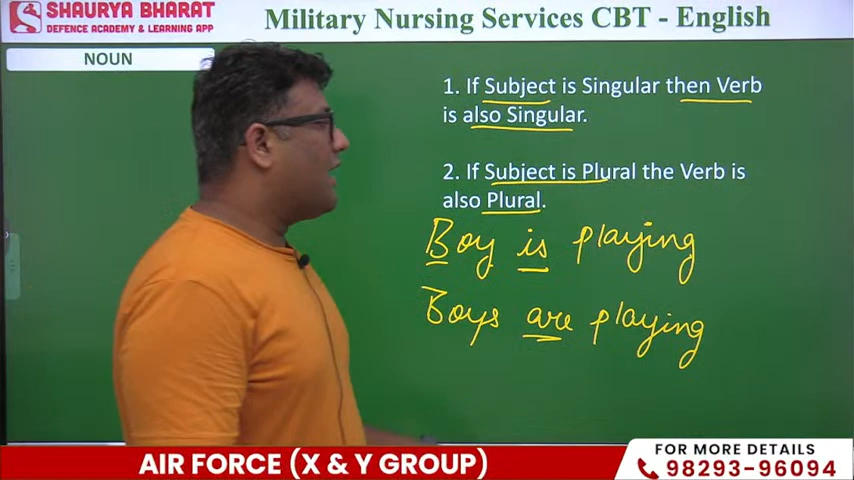 SHAURYA BHARAT
DEFENCE ACADEMY & LEARNING APP
Military Nursing Services CBT - English
NOUN
1. If Subject is Singular then Verb
is also Singular.
2. If Subject is Plural the Verb is
also Plural.
Boy is playing
Boys are playing
AIR FORCE (X & Y GROUP)
FOR MORE DETAILS
98293-96094